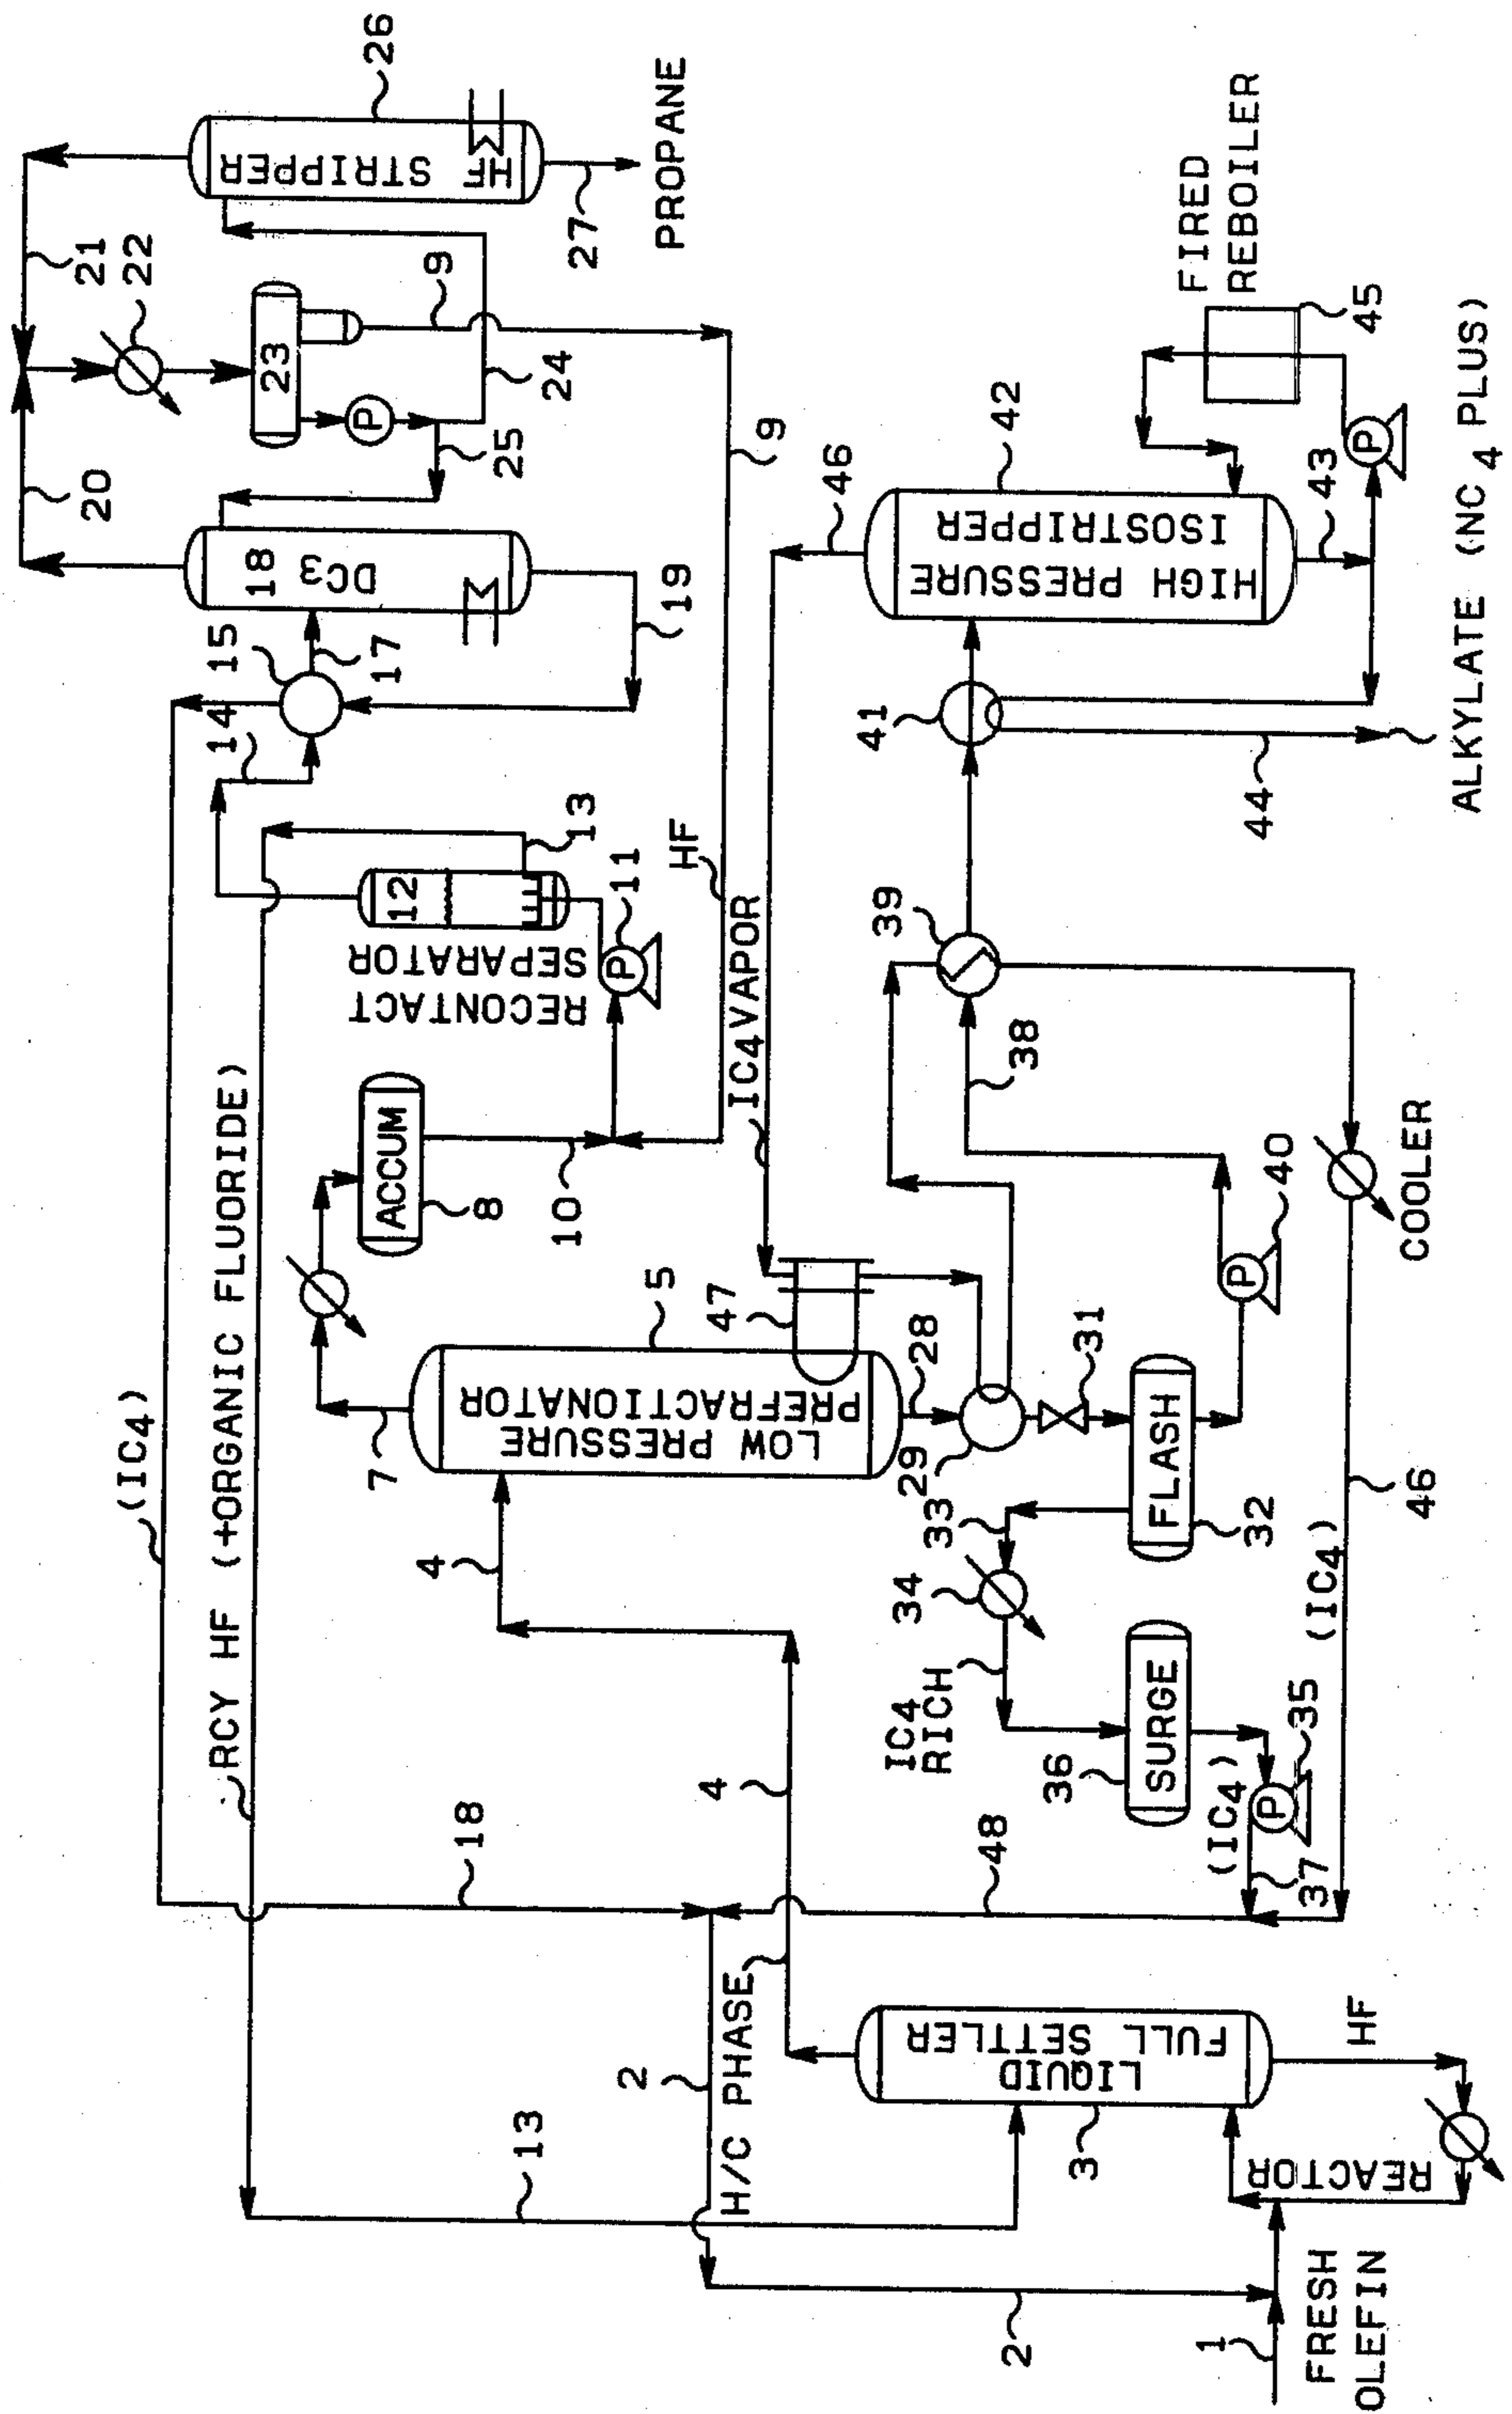 21
22
20
23
9
24
25
26
STRIPPER
HF
27
PROPANE
18
DC3
15
17
14
19
9
(IC4)
RCY HF (+ORGANIC FLUORIDE)
12
13
11
RECONTACT
SEPARATOR
HF
ACCUM
8
10
7
LOW PRESSURE
PREFRACTIONATOR
5
47
IC4VAPOR
46
42
HIGH PRESSURE
ISOSTRIPPER
43
FIRED
REBOILER
45
41
44
ALKYLATE (NC4 PLUS)
39
38
40
COOLER
28
29
31
FLASH
32
33
34
IC4
RICH
36
SURGE
35
(IC4)
37
(IC4)
46
4
4
18
48
H/C PHASE
2
13
LIQUID
FULL SETTLER
3
HF
REACTOR
2
1
FRESH
OLEFIN